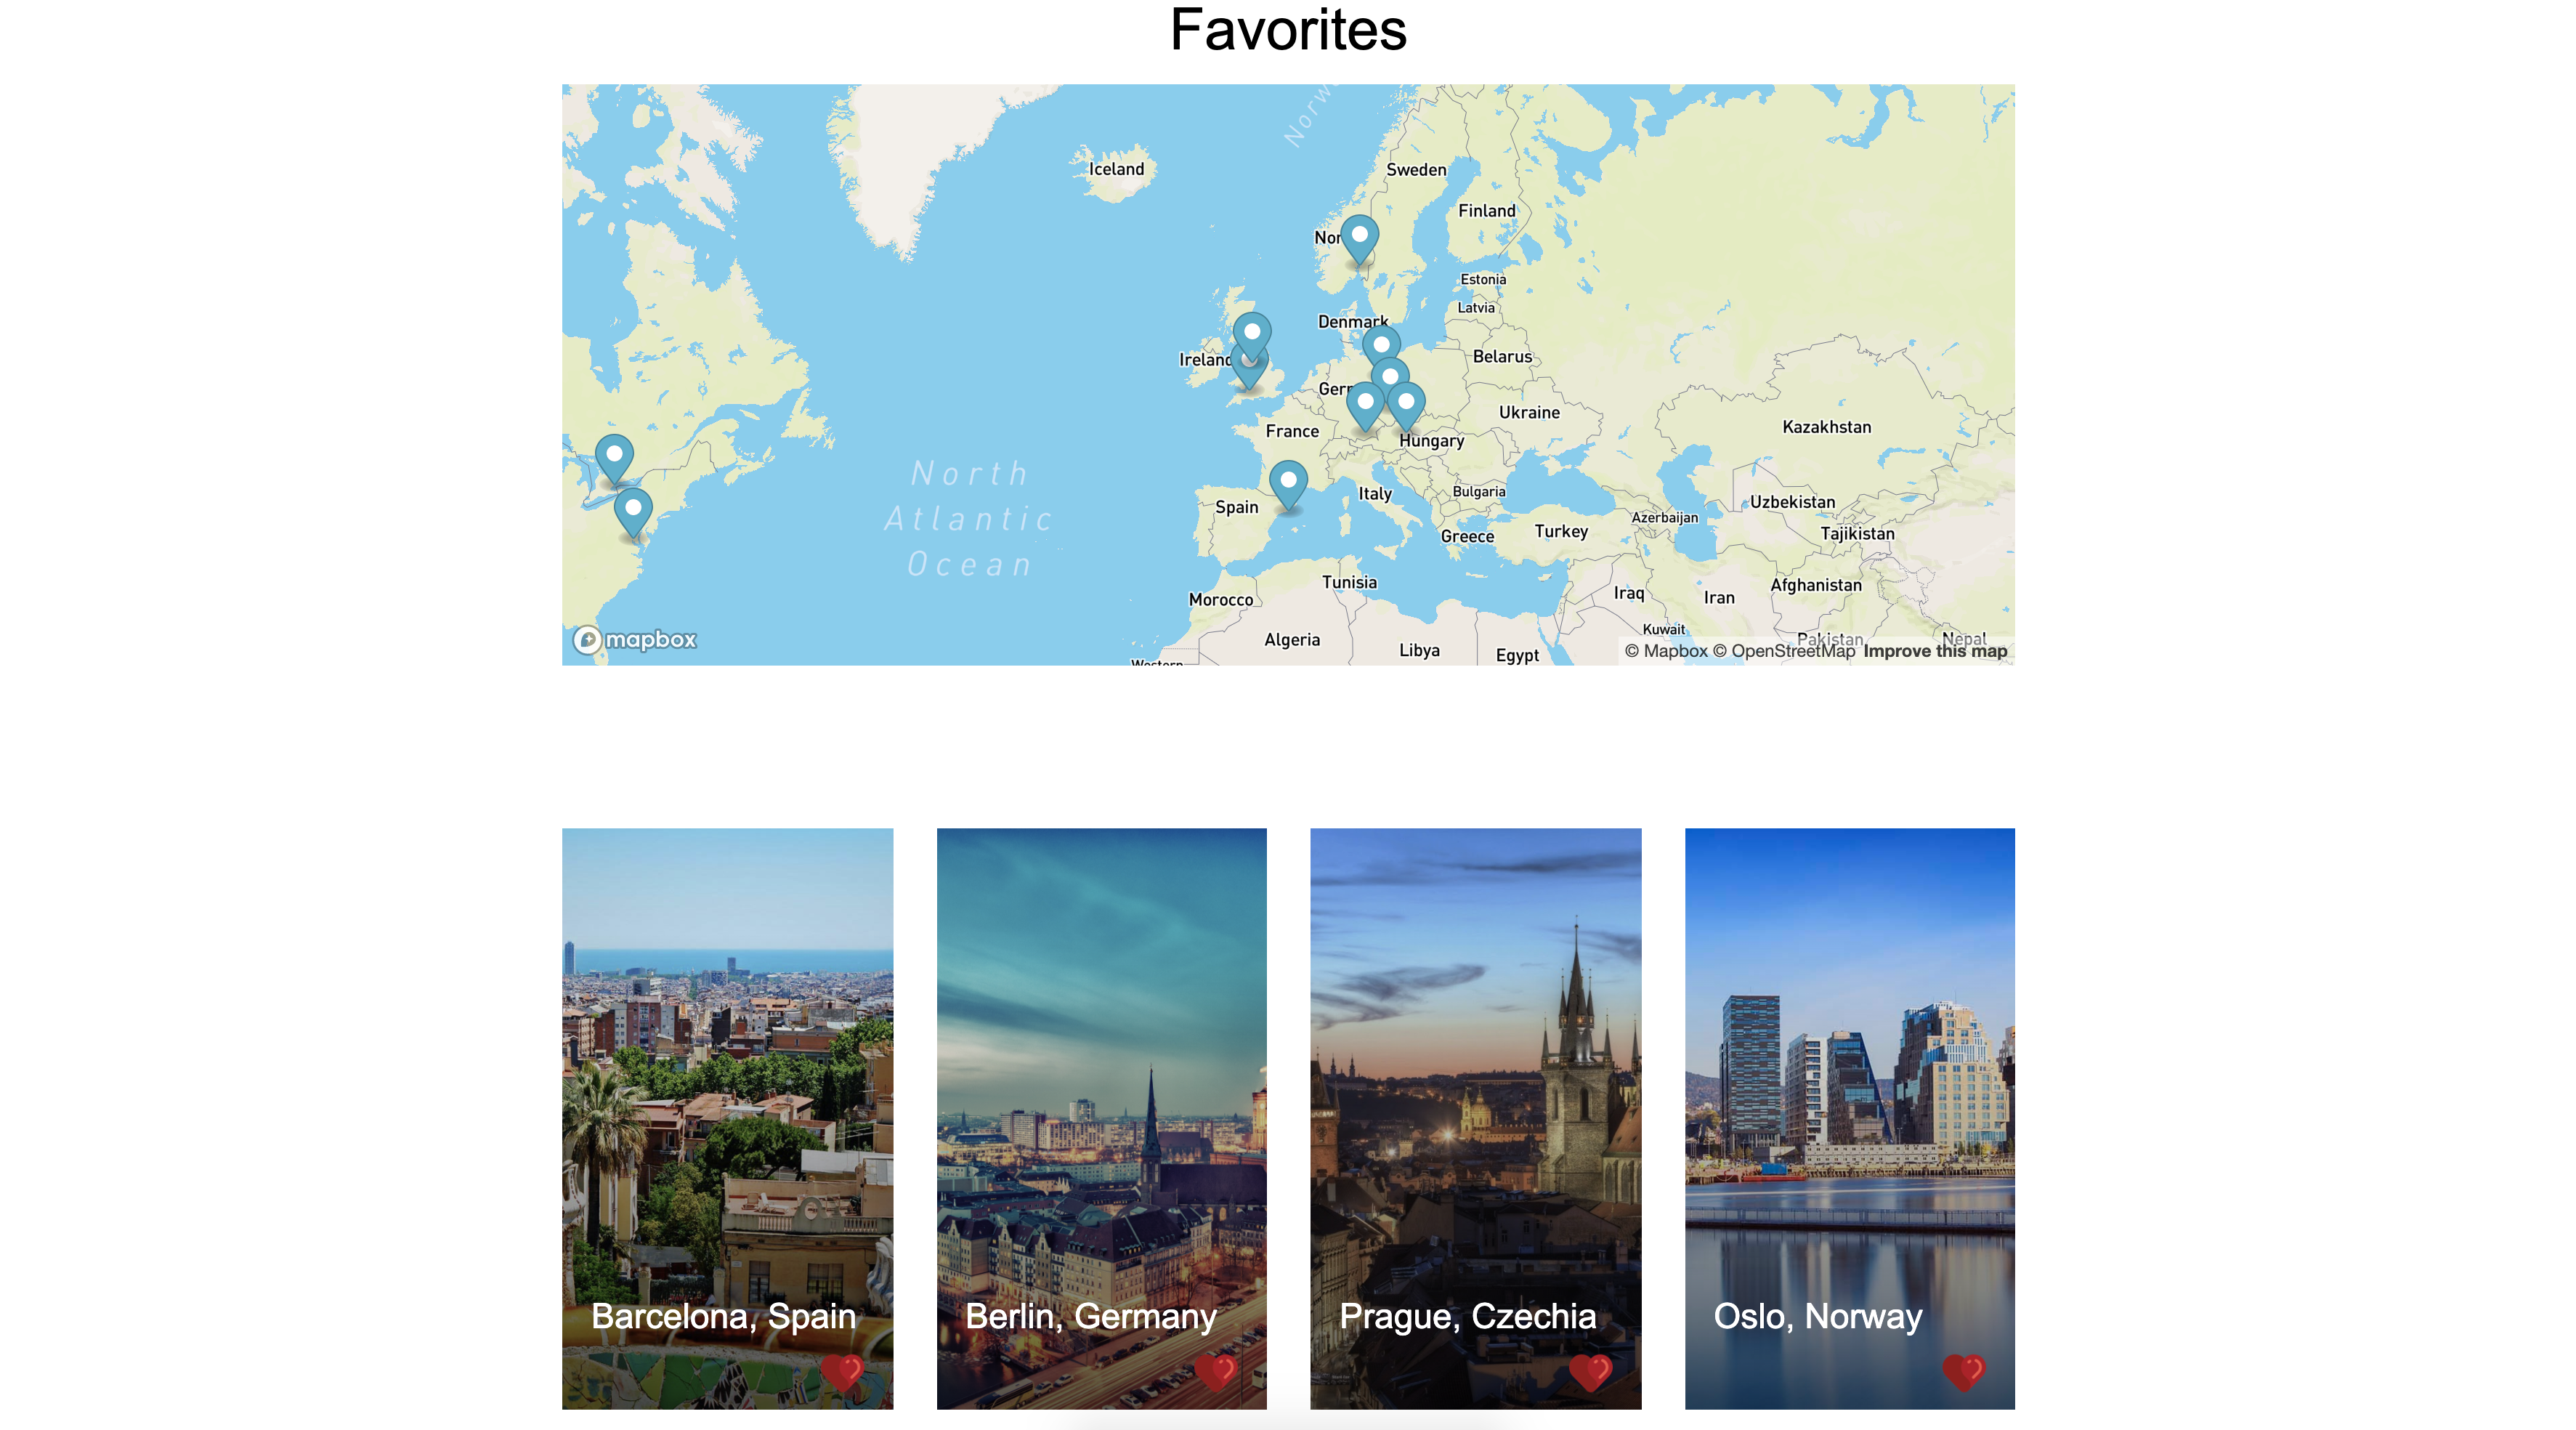 Favorites
Norw
Iceland
Sweden
Finland
Nor
Estonia
Latvia
Denmark
Ireland
Belarus
Germ
Ukraine
France
Kazakhstan
Hungary
North
Atlantic
Ocean
Spain
Italy
Bulgaria
Uzbekistan
Azerbaijan
Greece
Turkey
Tajikistan
Tunisia
Afghanistan
Morocco
Iraq
Iran
Kuwait
Algeria
Pakistan
Nepal
mapbox
Libya
Egypt
Western
© Mapbox © OpenStreetMap Improve this map
Barcelona, Spain
Berlin, Germany
Prague, Czechia
Oslo, Norway